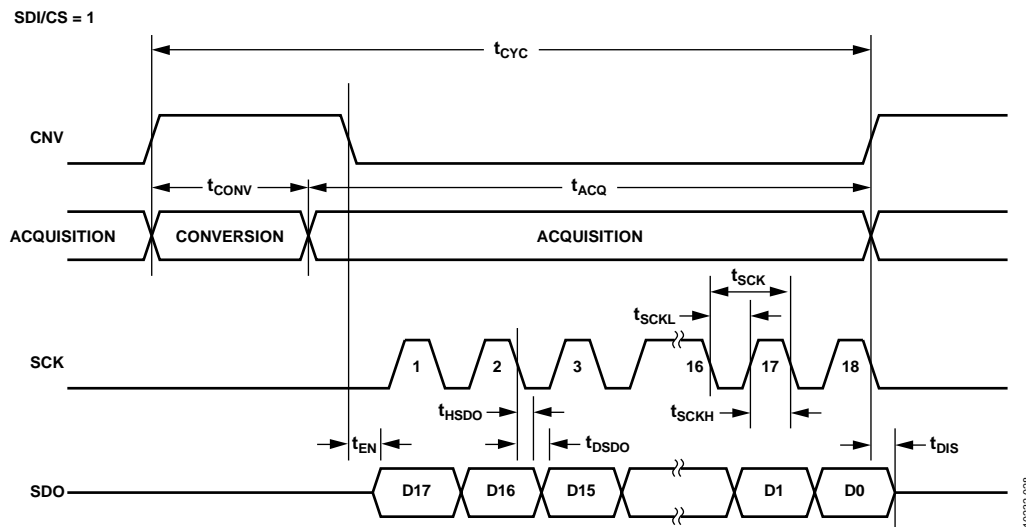 SDI/CS = 1
tCYC
CNV
tCONV
tACQ
ACQUISITION
CONVERSION
ACQUISITION
tSCK
tSCKL
SCK
1
2
3
16
17
18
tHSDO
tSCKH
tEN
tDSDO
tDIS
SDO
D17
D16
D15
D1
D0